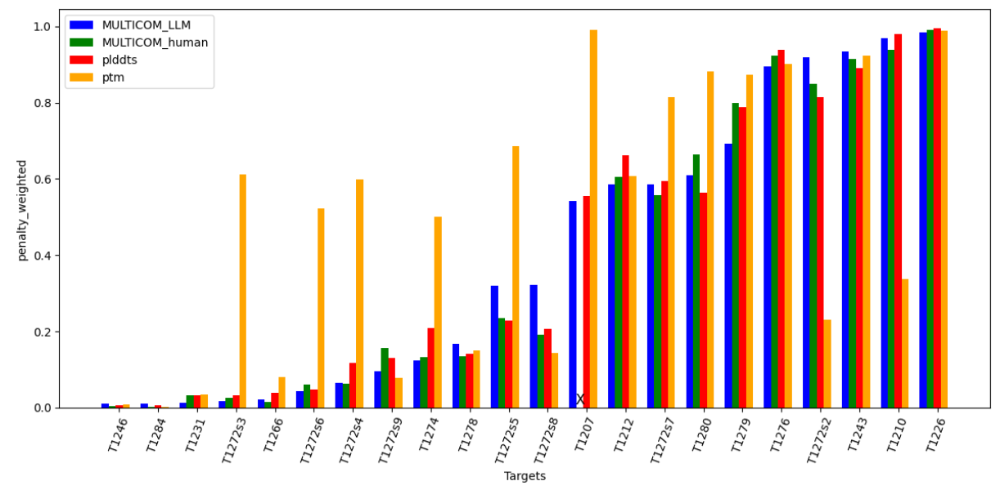 MULTICOM_LLM
MULTICOM_human
plddts
ptm
penalty_weighted
1.0
0.8
0.6
0.4
0.2
0.0
X
T1246
T1284
T1231
T1272s3
T1266
T1272s6
T1272s4
T1272s9
T1274
T1278
T1272s5
T1272s8
T1207
T1212
T1272s7
T1280
T1279
T1276
T1272s2
T1243
T1210
T1226
Targets